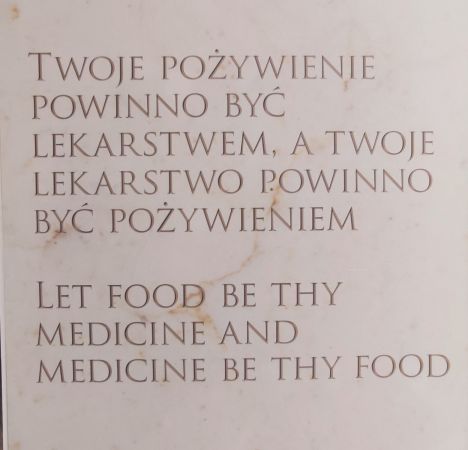 TWOJE POŻYWIENIE
POWINNO BYĆ
LEKARSTWEM, A TWOJE
LEKARSTWO POWINNO
BYĆ POŻYWIENIEM
LET FOOD BE THY
MEDICINE AND
MEDICINE BE THY FOOD